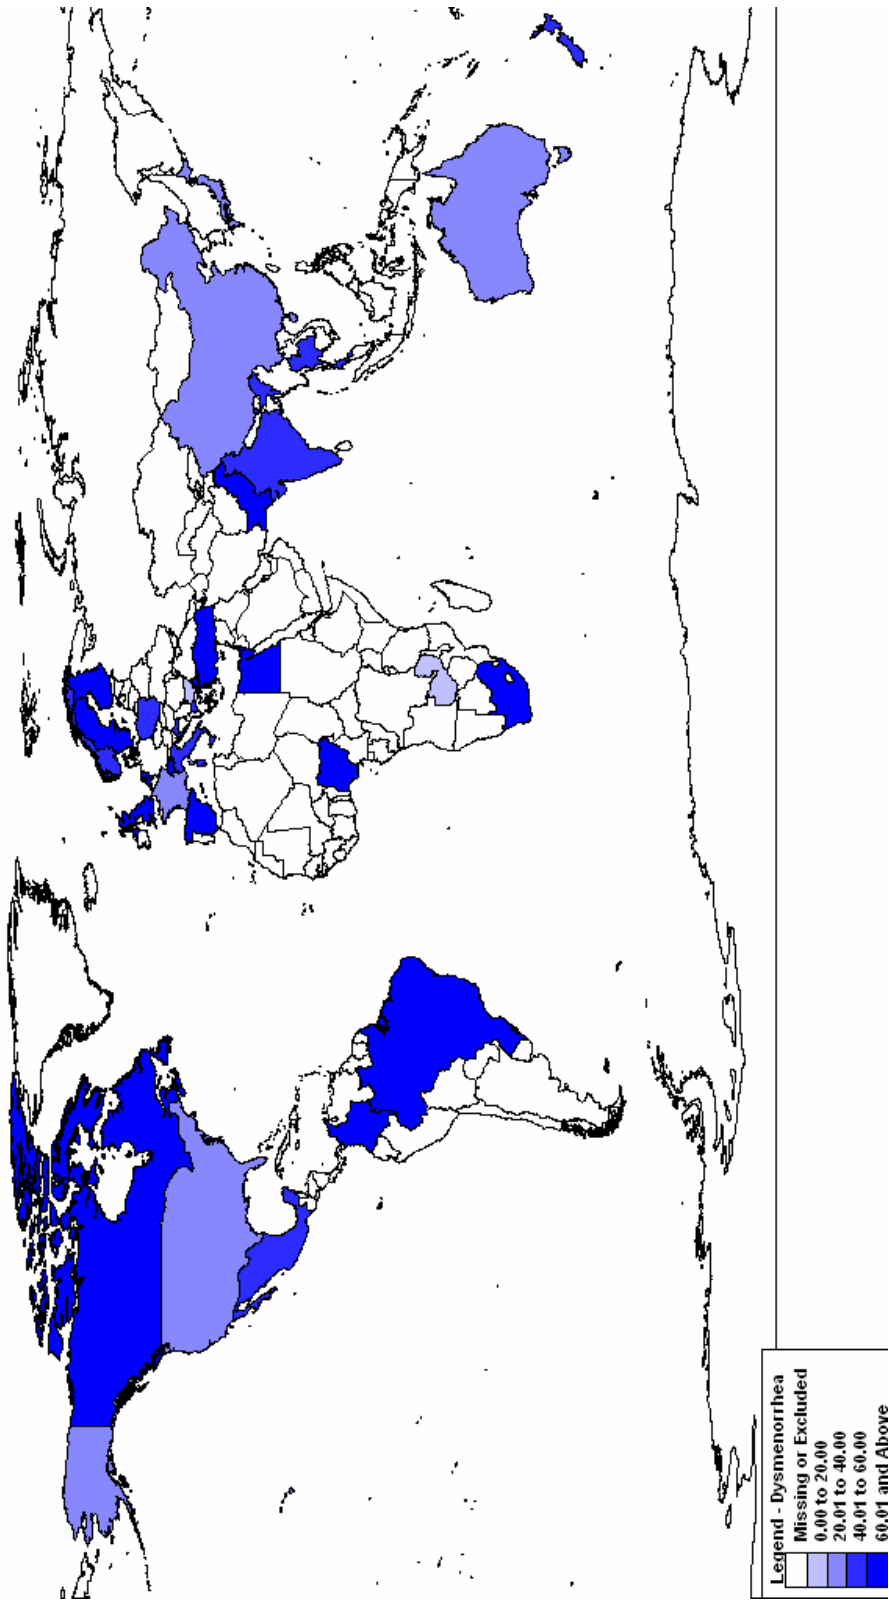 Legend - Dysmenorrhea
Missing or Excluded
0.00 to 20.00
20.01 to 40.00
40.01 to 60.00
60.01 and Above